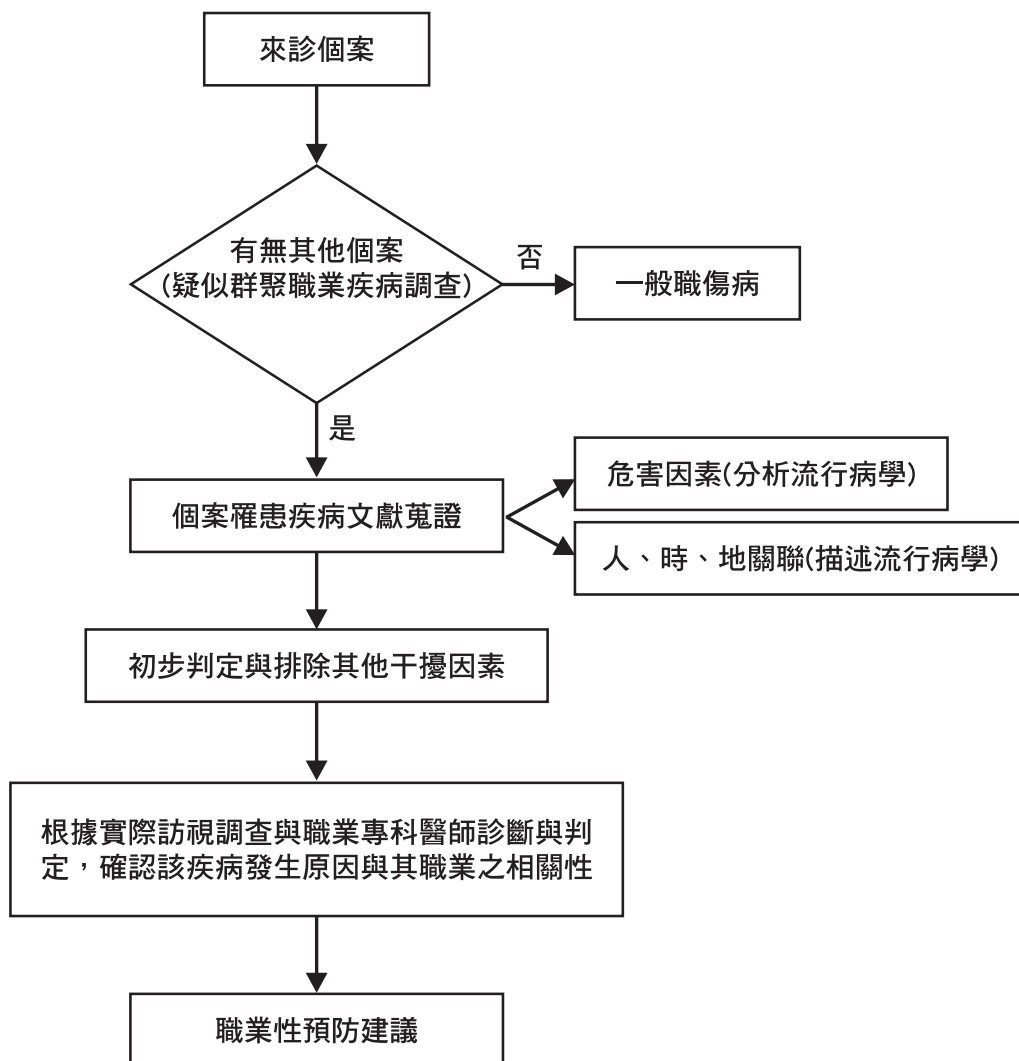 來診個案
有無其他個案
(疑似群聚職業疾病調查)
否
一般職傷病
是
個案罹患疾病文獻蒐證
危害因素(分析流行病學)
人、時、地關聯(描述流行病學)
初步判定與排除其他干擾因素
根據實際訪視調查與職業專科醫師診斷與判
定，確認該疾病發生原因與其職業之相關性
職業性預防建議